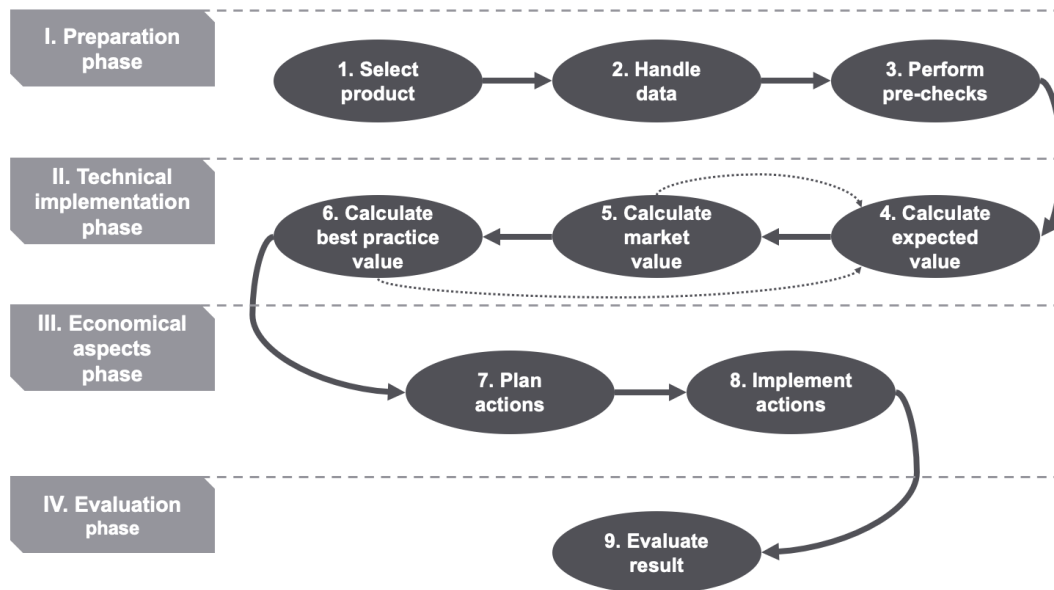 I. Preparation
phase
1. Select
product
2. Handle
data
3. Perform
pre-checks
II. Technical
implementation
phase
6. Calculate
best practice
value
5. Calculate
market
value
4. Calculate
expected
value
III. Economical
aspects
phase
7. Plan
actions
8. Implement
actions
IV. Evaluation
phase
9. Evaluate
result